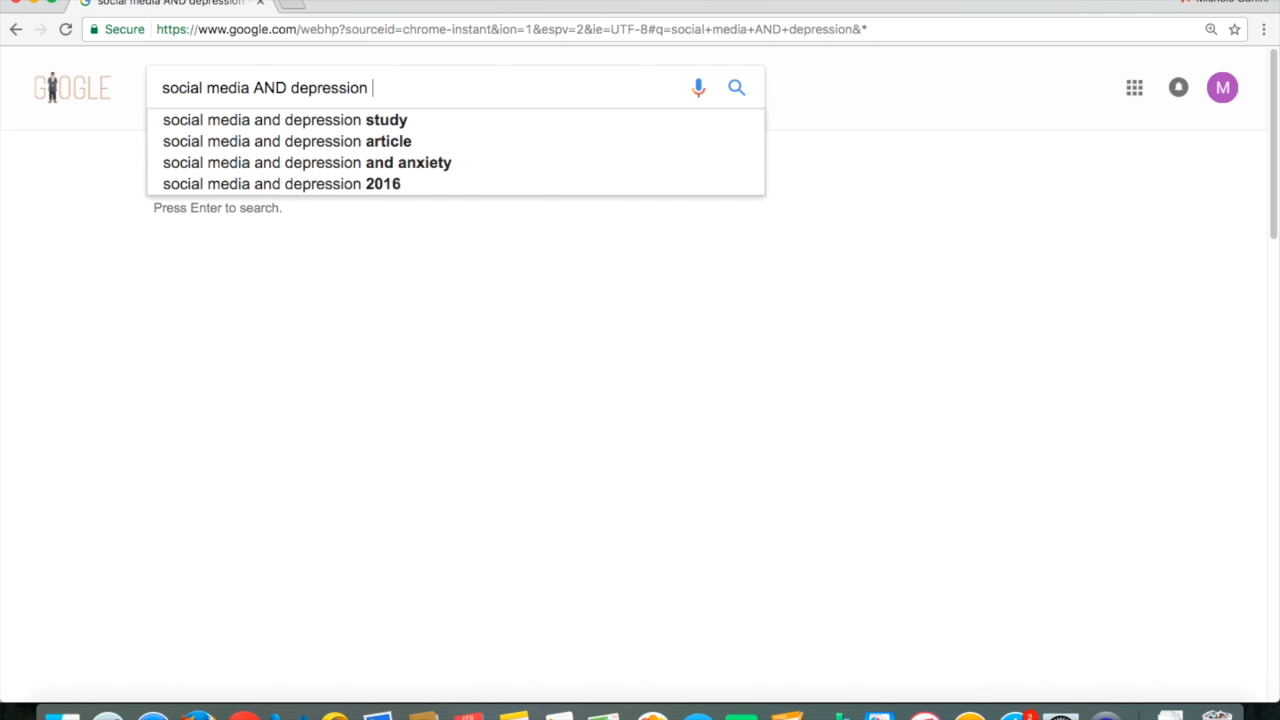 social media AND depression
Secure https://www.google.com/webhp?sourceid=chrome-instant&ion=1&espv=2&ie=UTF-8#q=social+media+AND+depression&*
GOOGLE
social media AND depression
M
social media and depression study
social media and depression article
social media and depression and anxiety
social media and depression 2016
Press Enter to search.
2